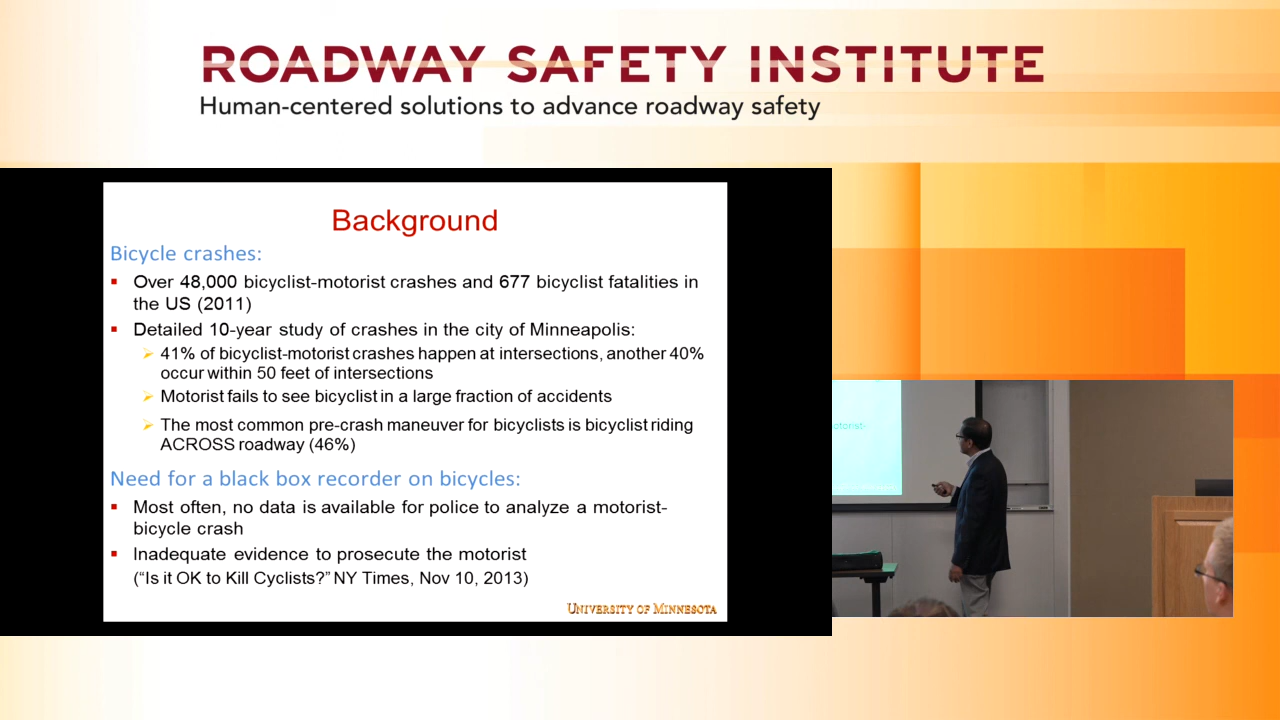 ROADWAY SAFETY INSTITUTE
Human-centered solutions to advance roadway safety
Background
Bicycle crashes:
▪ Over 48,000 bicyclist-motorist crashes and 677 bicyclist fatalities in
the US (2011)
▪ Detailed 10-year study of crashes in the city of Minneapolis:
➢ 41% of bicyclist-motorist crashes happen at intersections, another 40%
occur within 50 feet of intersections
➢ Motorist fails to see bicyclist in a large fraction of accidents
➢ The most common pre-crash maneuver for bicyclists is bicyclist riding
ACROSS roadway (46%)
Need for a black box recorder on bicycles:
▪ Most often, no data is available for police to analyze a motorist-
bicycle crash
▪ Inadequate evidence to prosecute the motorist
(“Is it OK to Kill Cyclists?” NY Times, Nov 10, 2013)
UNIVERSITY OF MINNESOTA